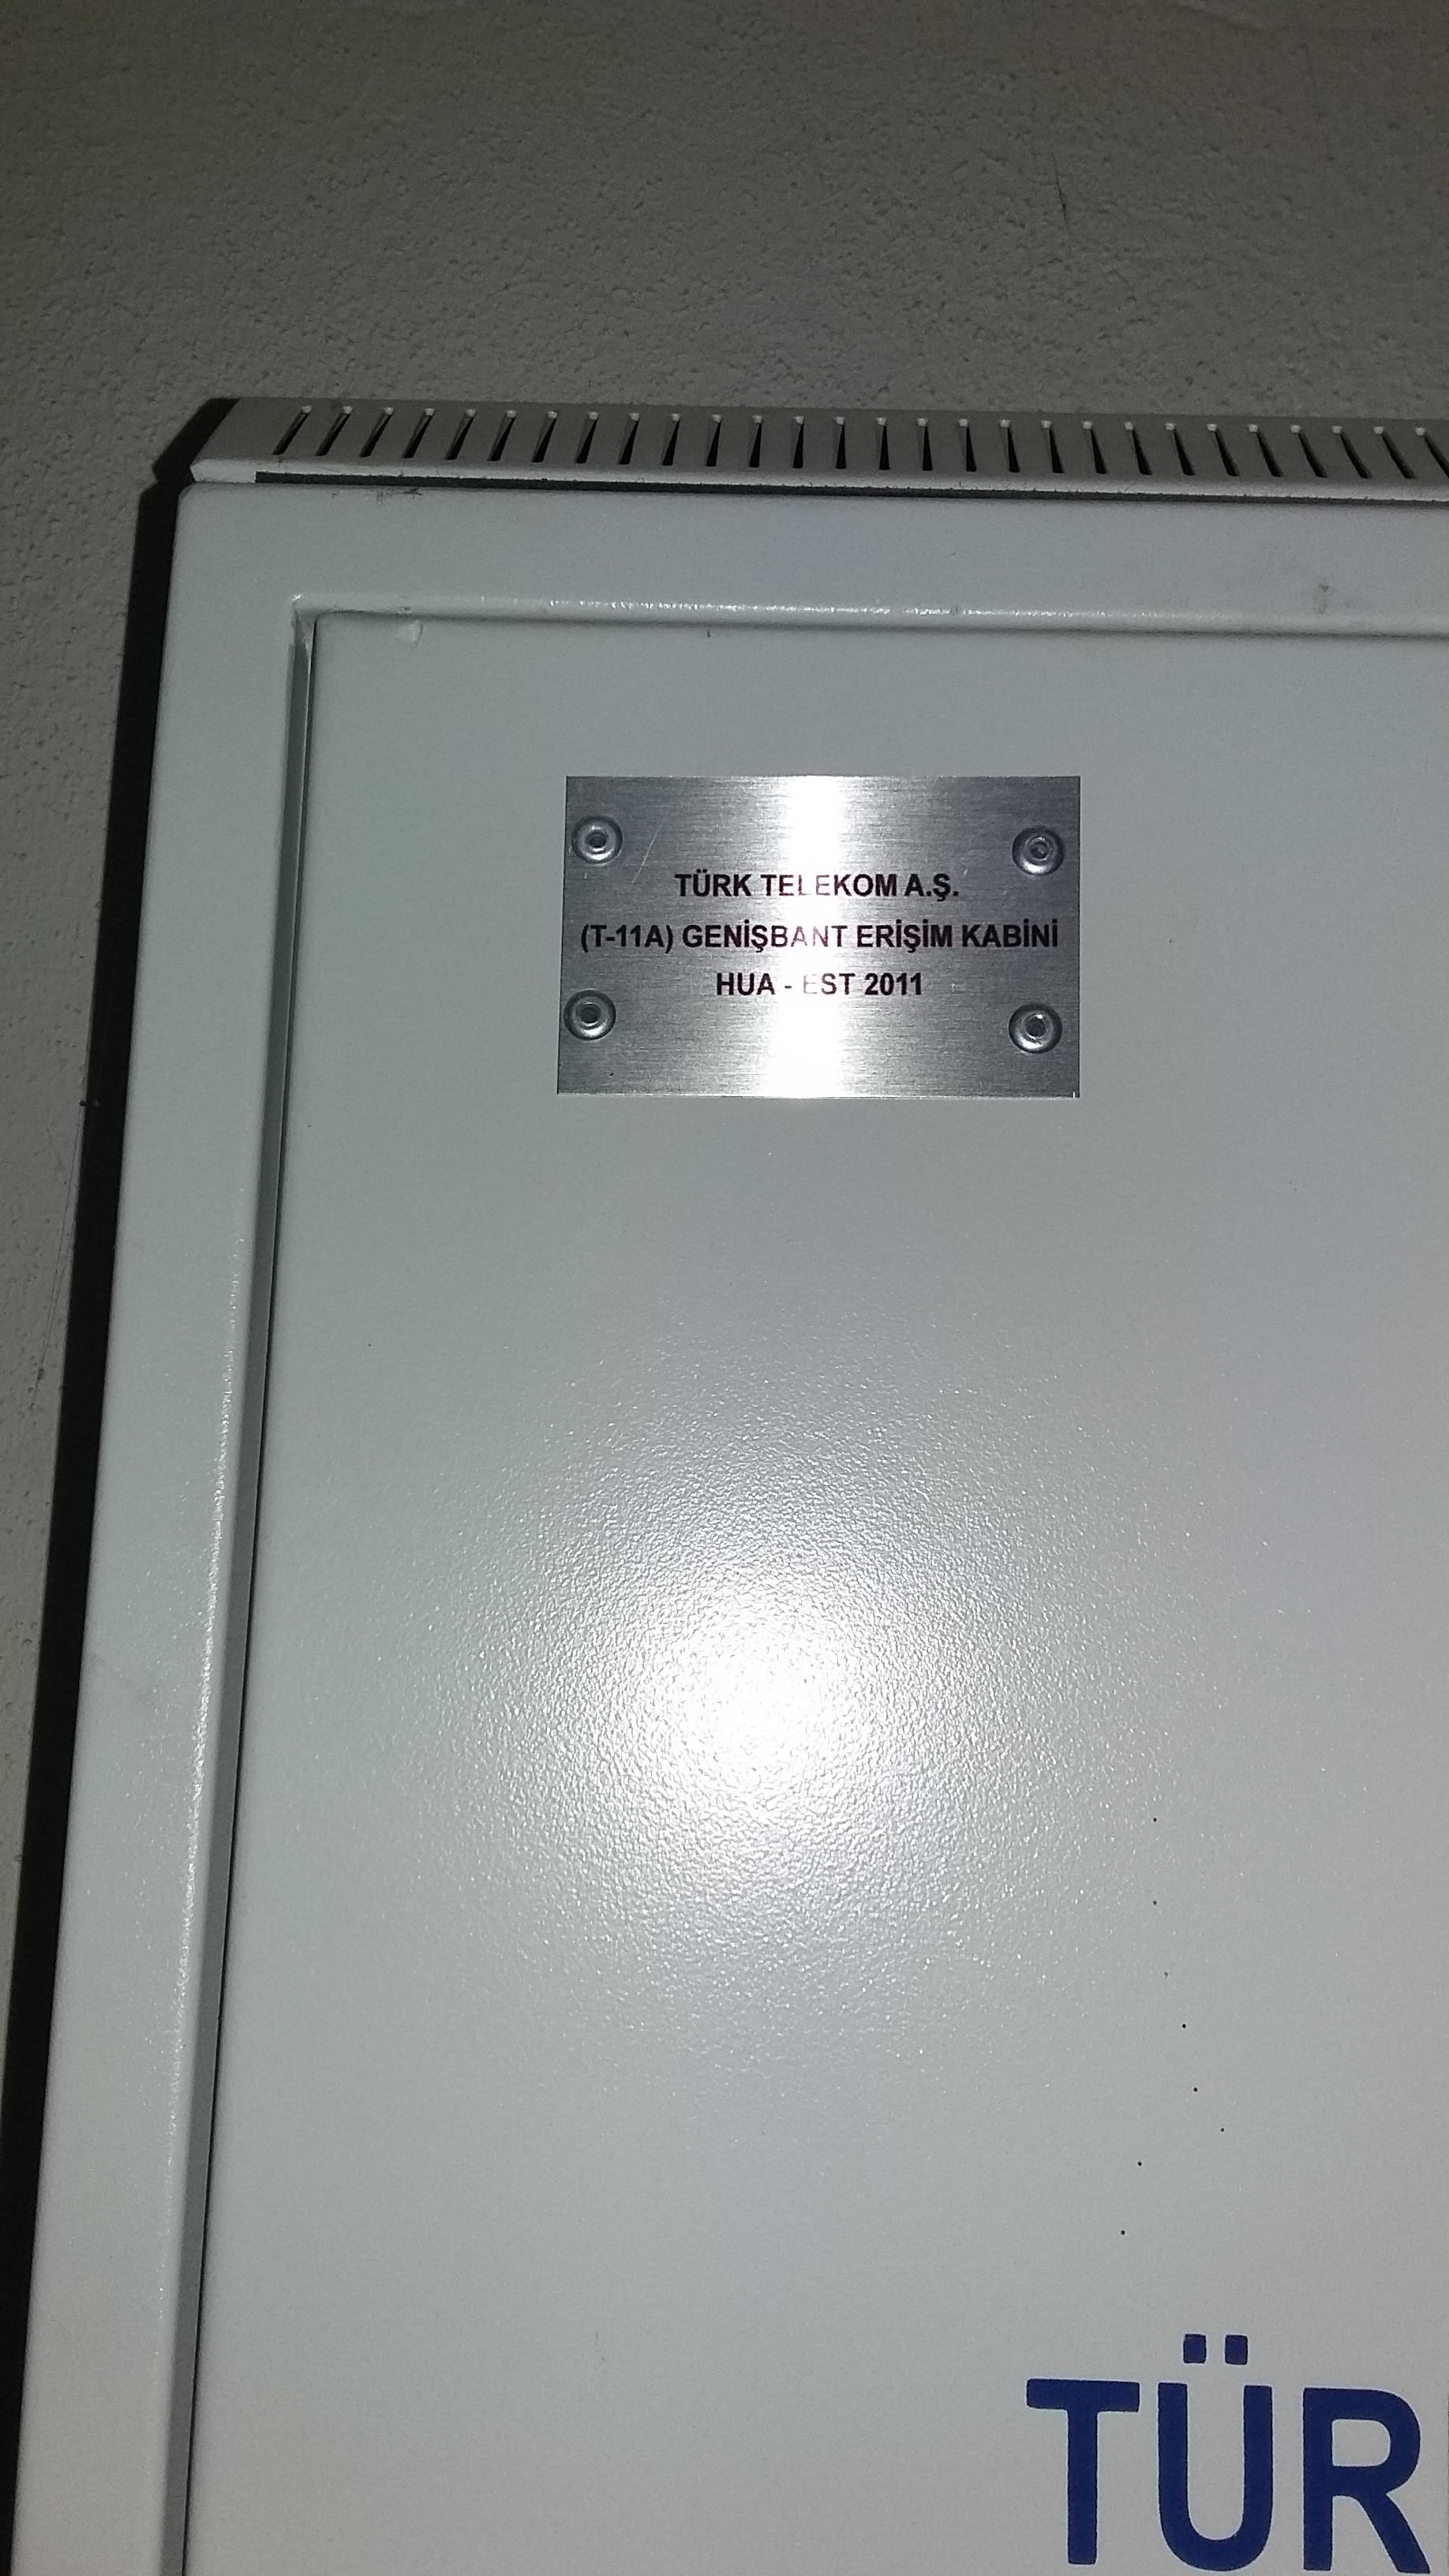 TÜRK TELEKOM A.Ş.
(T-11A) GENİŞBANT ERİŞİM KABİNİ
HUA - EST 2011
TÜR